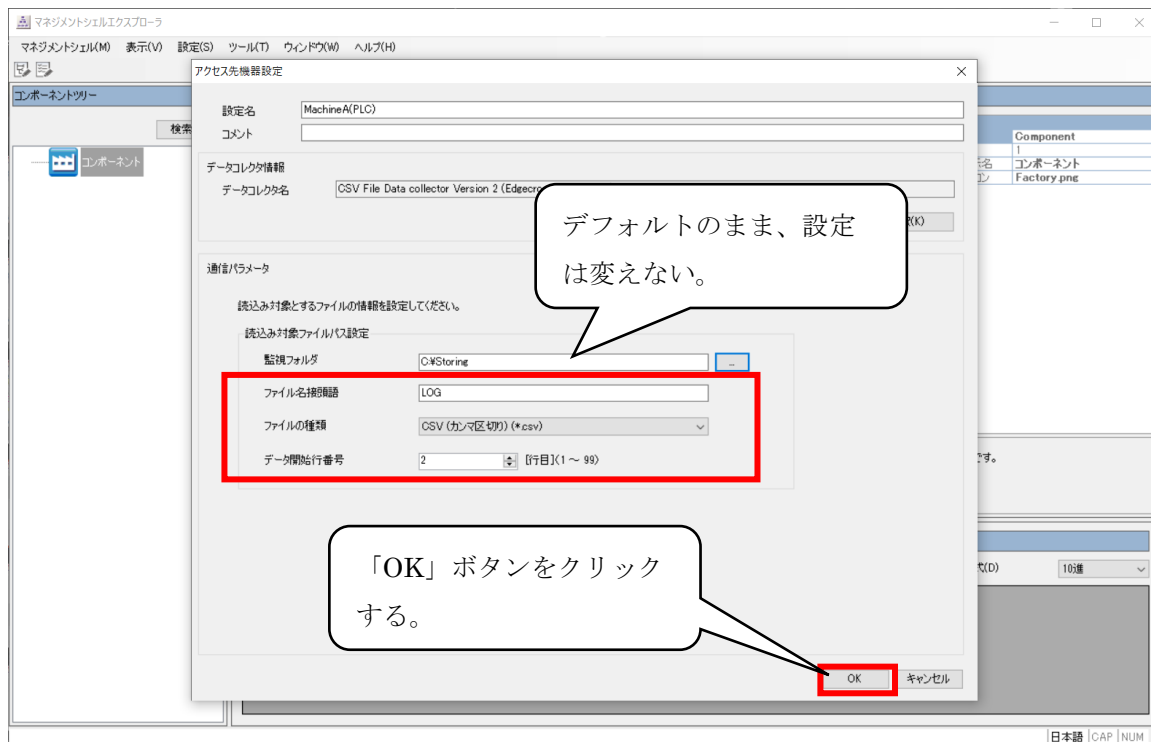 マネジメントシェルエクスプローラ
マネジメントシェル(M) 表示(V) 設定(S) ツール(T) ウィンドウ(W) ヘルプ(H)
コンポーネントツリー
検索
コンポーネント
アクセス先機器設定
設定名 MachineA(PLC)
コメント
データコレクタ情報
データコレクタ名 CSV File Data collector Version 2 (Edgecro
(K)
デフォルトのまま、設定
は変えない。
通信パラメータ
読込み対象とするファイルの情報を設定してください。
読込み対象ファイルパス設定
監視フォルダ C:¥Storing ...
ファイル名接頭語 LOG
ファイルの種類 CSV (カンマ区切り) (*.csv)
データ開始行番号 2 [行目](1 ～ 99)
「OK」ボタンをクリック
する。
OK キャンセル
Component
1
名 コンポーネント
ン Factory.png
です。
式(D) 10進
日本語 CAP NUM